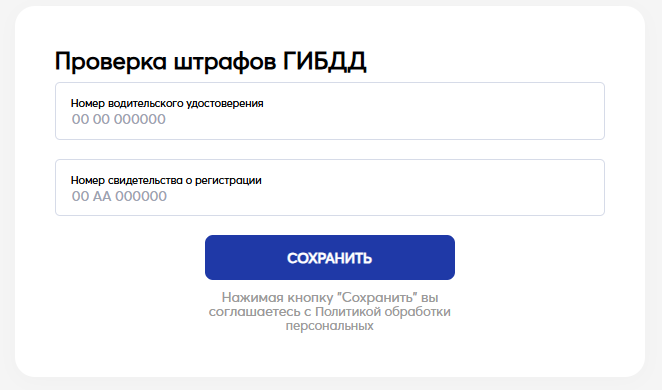 Проверка штрафов ГИБДД
Номер водительского удостоверения
00 00 000000
Номер свидетельства о регистрации
00 АА 000000
СОХРАНИТЬ
Нажимая кнопку "Сохранить" вы
соглашаетесь с Политикой обработки
персональных